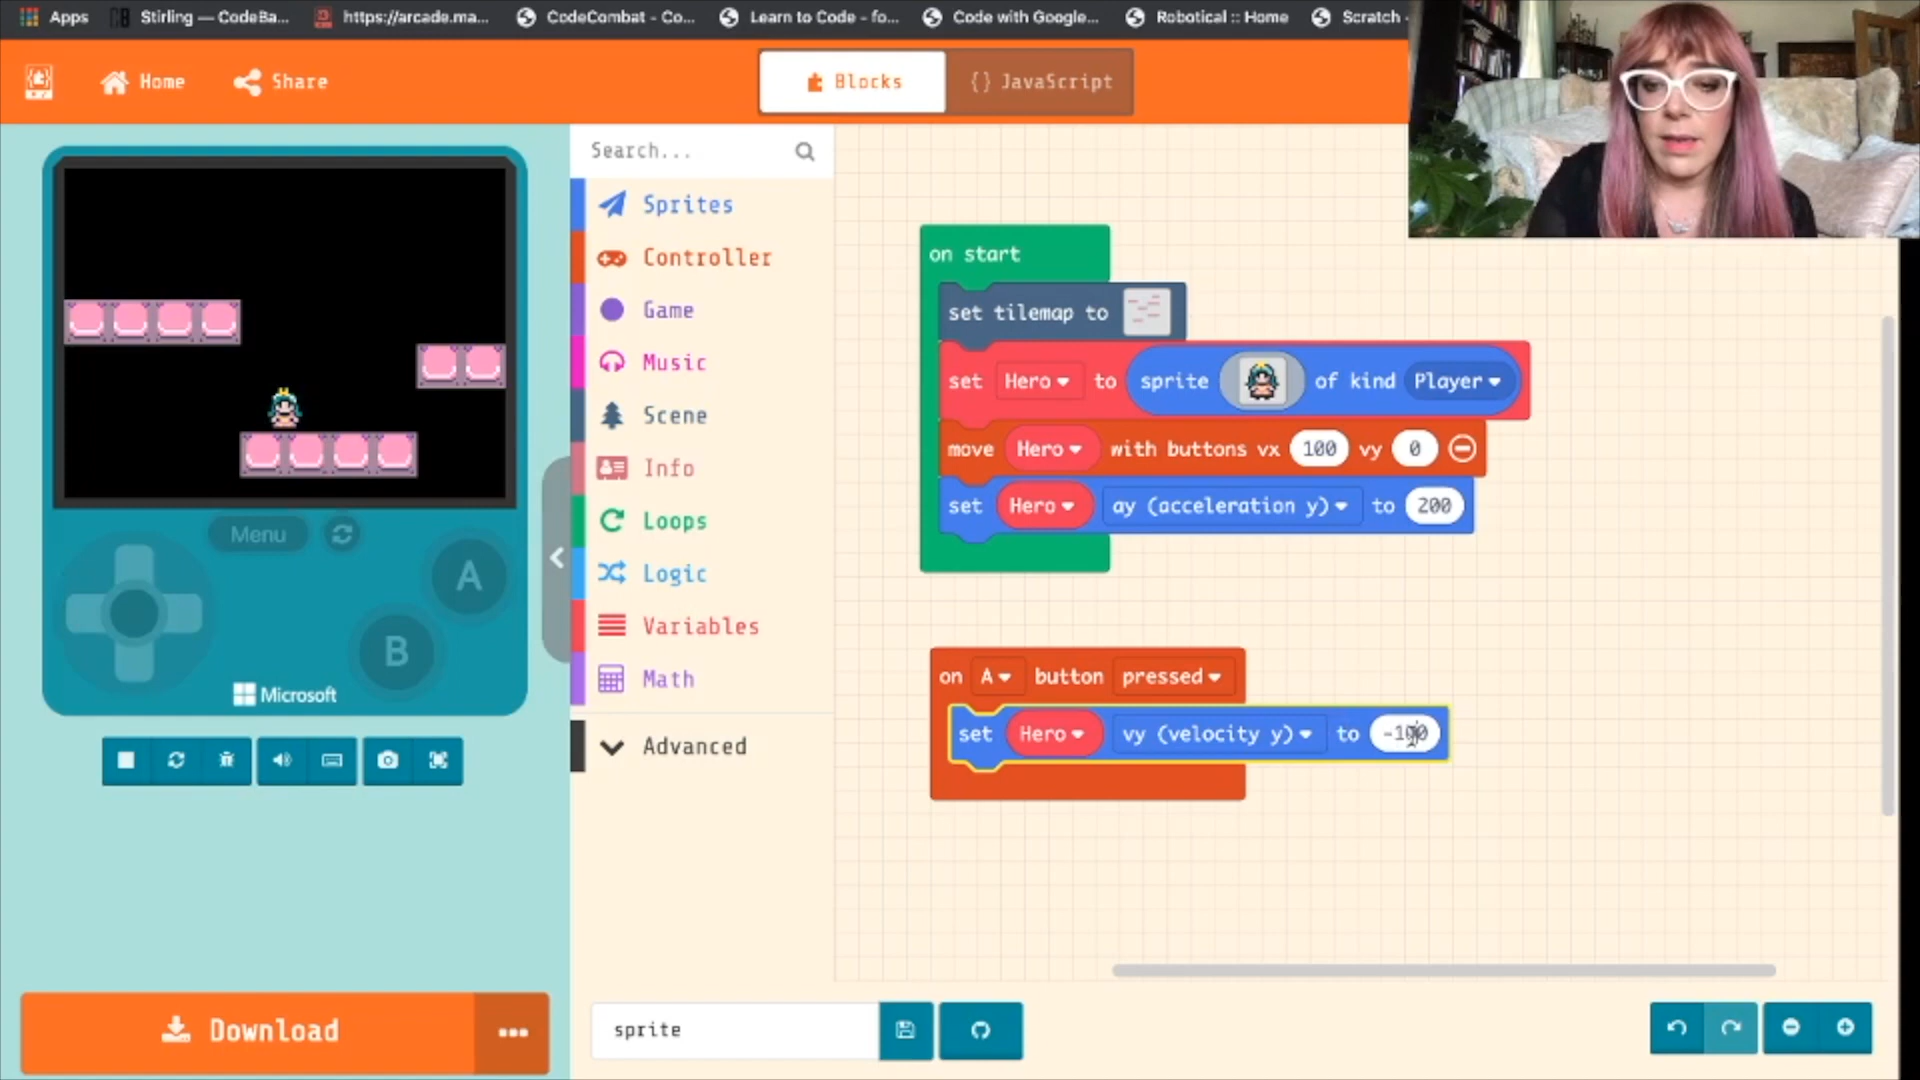 Apps
Stirling — CodeBa...
https://arcade.ma...
CodeCombat - Co...
Learn to Code - fo...
Code with Google...
Robotical :: Home
Scratch -
Home
Share
Blocks
{} JavaScript
Search...
Sprites
Controller
Game
Music
Scene
Info
Loops
Logic
Variables
Math
Advanced
on start
set tilemap to
set Hero to sprite of kind Player
move Hero with buttons vx 100 vy 0
set Hero ay (acceleration y) to 200
on A button pressed
set Hero vy (velocity y) to -100
Menu
A
B
Microsoft
Download
sprite